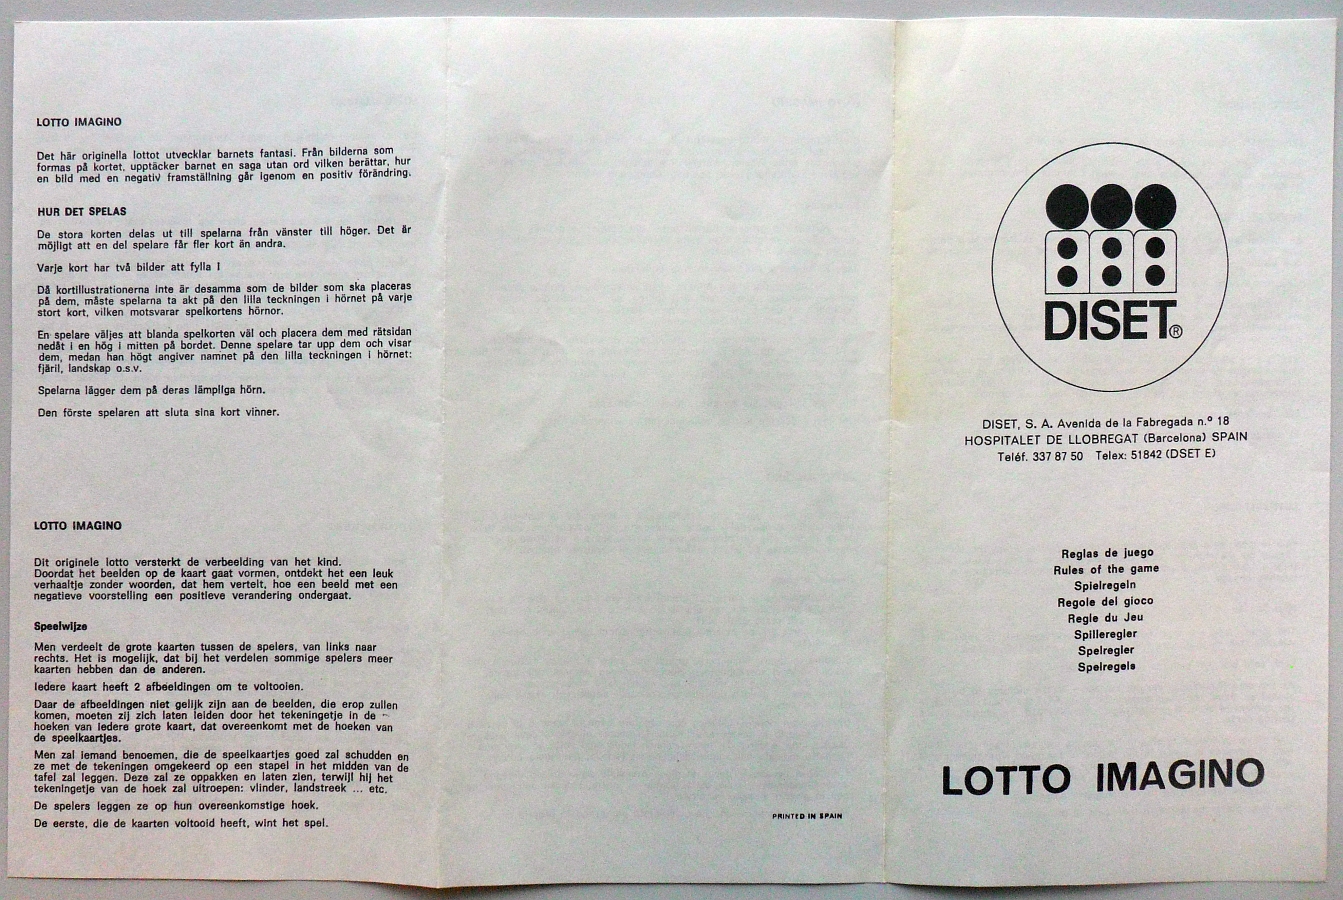 LOTTO IMAGINO
Det här originella lottot utvecklar barnets fantasi. Från bilderna som
formas på kortet, upptäcker barnet en saga utan ord vilken berättar, hur
en bild med en negativ framställning går igenom en positiv förändring.
HUR DET SPELAS
De stora korten delas ut till spelarna från vänster till höger. Det är
möjligt att en del spelare får fler kort än andra.
Varje kort har två bilder att fylla I
Då kortillustrationerna inte är desamma som de bilder som ska placeras
på dem, måste spelarna ta akt på den lilla teckningen i hörnet på varje
stort kort, vilken motsvarar spelkortens hörnor.
En spelare väljes att blanda spelkorten väl och placera dem med rätsidan
nedåt i en hög i mitten på bordet. Denne spelare tar upp dem och visar
dem, medan han högt angiver namnet på den lilla teckningen i hörnet:
fjäril, landskap o.s.v.
Spelarna lägger dem på deras lämpliga hörn.
Den förste spelaren att sluta sina kort vinner.
LOTTO IMAGINO
Dit originele lotto versterkt de verbeelding van het kind.
Doordat het beelden op de kaart gaat vormen, ontdekt het een leuk
verhaaltje zonder woorden, dat hem vertelt, hoe een beeld met een
negatieve voorstelling een positieve verandering ondergaat.
Speelwijze
Men verdeelt de grote kaarten tussen de spelers, van links naar
rechts. Het is mogelijk, dat bij het verdelen sommige spelers meer
kaarten hebben dan de anderen.
Iedere kaart heeft 2 afbeeldingen om te voltooien.
Daar de afbeeldingen niet gelijk zijn aan de beelden, die erop zullen
komen, moeten zij zich laten leiden door het tekeningetje in de
hoeken van iedere grote kaart, dat overeenkomt met de hoeken van
de speelkaartjes.
Men zal iemand benoemen, die de speelkaartjes goed zal schudden en
ze met de tekeningen omgekeerd op een stapel in het midden van de
tafel zal leggen. Deze zal ze oppakken en laten zien, terwijl hij het
tekeningetje van de hoek zal uitroepen: vlinder, landstreek ... etc.
De spelers leggen ze op hun overeenkomstige hoek.
De eerste, die de kaarten voltooid heeft, wint het spel.
PRINTED IN SPAIN
DISET®
DISET, S. A. Avenida de la Fabregada n.º 18
HOSPITALET DE LLOBREGAT (Barcelona) SPAIN
Teléf. 337 87 50 Telex: 51842 (DSET E)
Reglas de juego
Rules of the game
Spielregeln
Regole del gioco
Regle du Jeu
Spilleregler
Spelregler
Spelregels
LOTTO IMAGINO